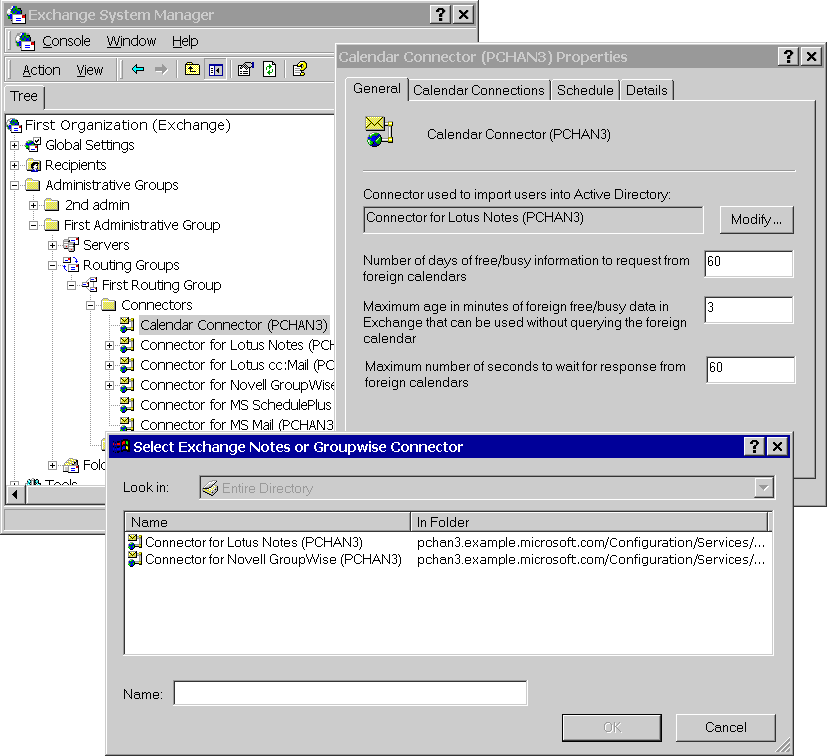 Exchange System Manager
Console Window Help
Action View
Tree
First Organization (Exchange)
Global Settings
Recipients
Administrative Groups
2nd admin
First Administrative Group
Servers
Routing Groups
First Routing Group
Connectors
Calendar Connector (PCHAN3)
Connector for Lotus Notes (PCH
Connector for Lotus cc:Mail (PC
Connector for Novell GroupWise
Connector for MS SchedulePlus
Connector for MS Mail (PCHAN3
Folo
Tools
Calendar Connector (PCHAN3) Properties
General Calendar Connections Schedule Details
Calendar Connector (PCHAN3)
Connector used to import users into Active Directory:
Connector for Lotus Notes (PCHAN3) Modify...
Number of days of free/busy information to request from 60
foreign calendars
Maximum age in minutes of foreign free/busy data in 3
Exchange that can be used without querying the foreign
calendar
Maximum number of seconds to wait for response from 60
foreign calendars
Select Exchange Notes or Groupwise Connector
Look in: Entire Directory
Name In Folder
Connector for Lotus Notes (PCHAN3) pchan3.example.microsoft.com/Configuration/Services/...
Connector for Novell GroupWise (PCHAN3) pchan3.example.microsoft.com/Configuration/Services/...
Name:
OK Cancel